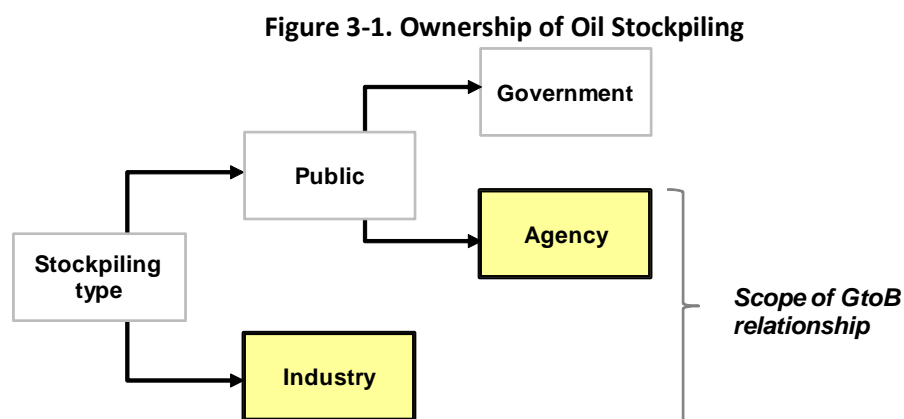 Figure 3-1. Ownership of Oil Stockpiling
Government
Public
Agency
Stockpiling
type
Scope of GtoB
relationship
Industry